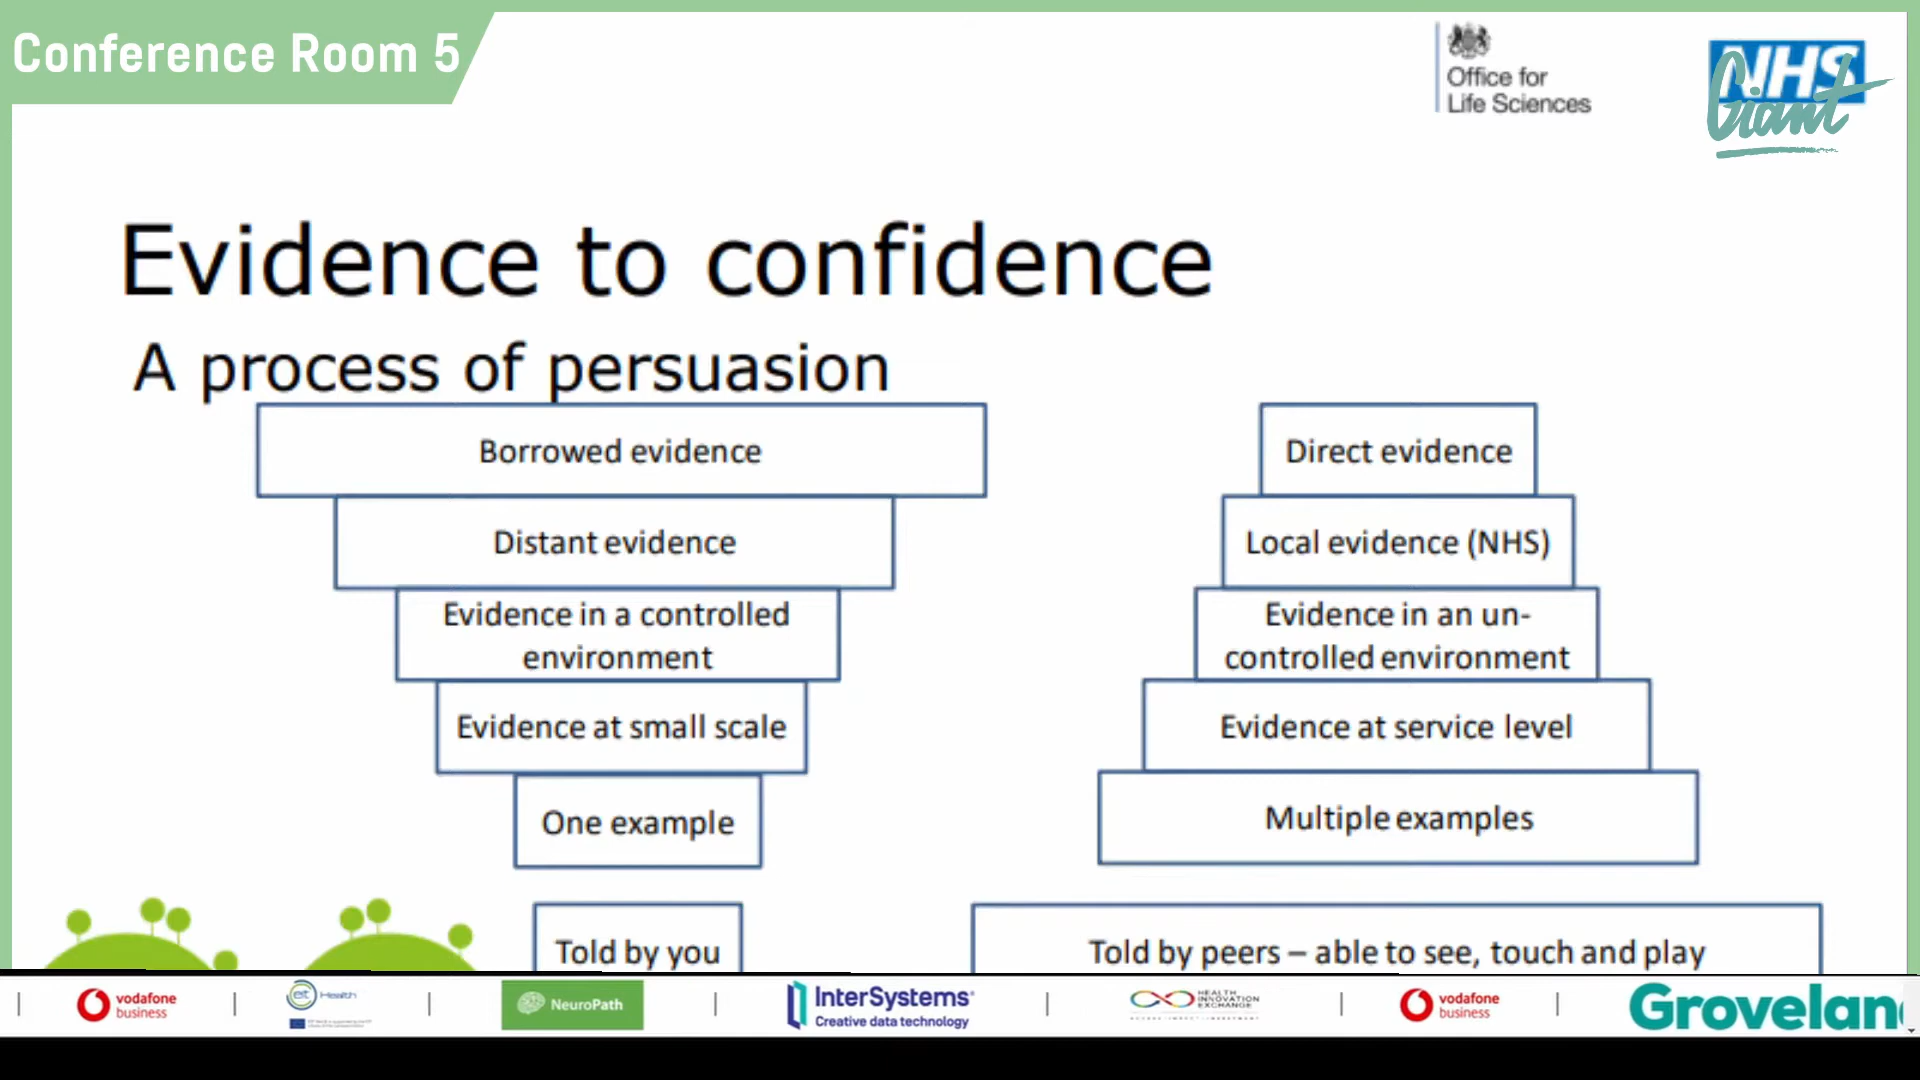 Conference Room 5
Office for
Life Sciences
NHS
Giant
Evidence to confidence
A process of persuasion
Borrowed evidence
Direct evidence
Distant evidence
Local evidence (NHS)
Evidence in a controlled
environment
Evidence in an un-
controlled environment
Evidence at small scale
Evidence at service level
One example
Multiple examples
Told by you
Told by peers – able to see, touch and play
vodafone
business
eit Health
NeuroPath
InterSystems
Creative data technology
HEALTH
INNOVATION
EXCHANGE
vodafone
business
Grovelan